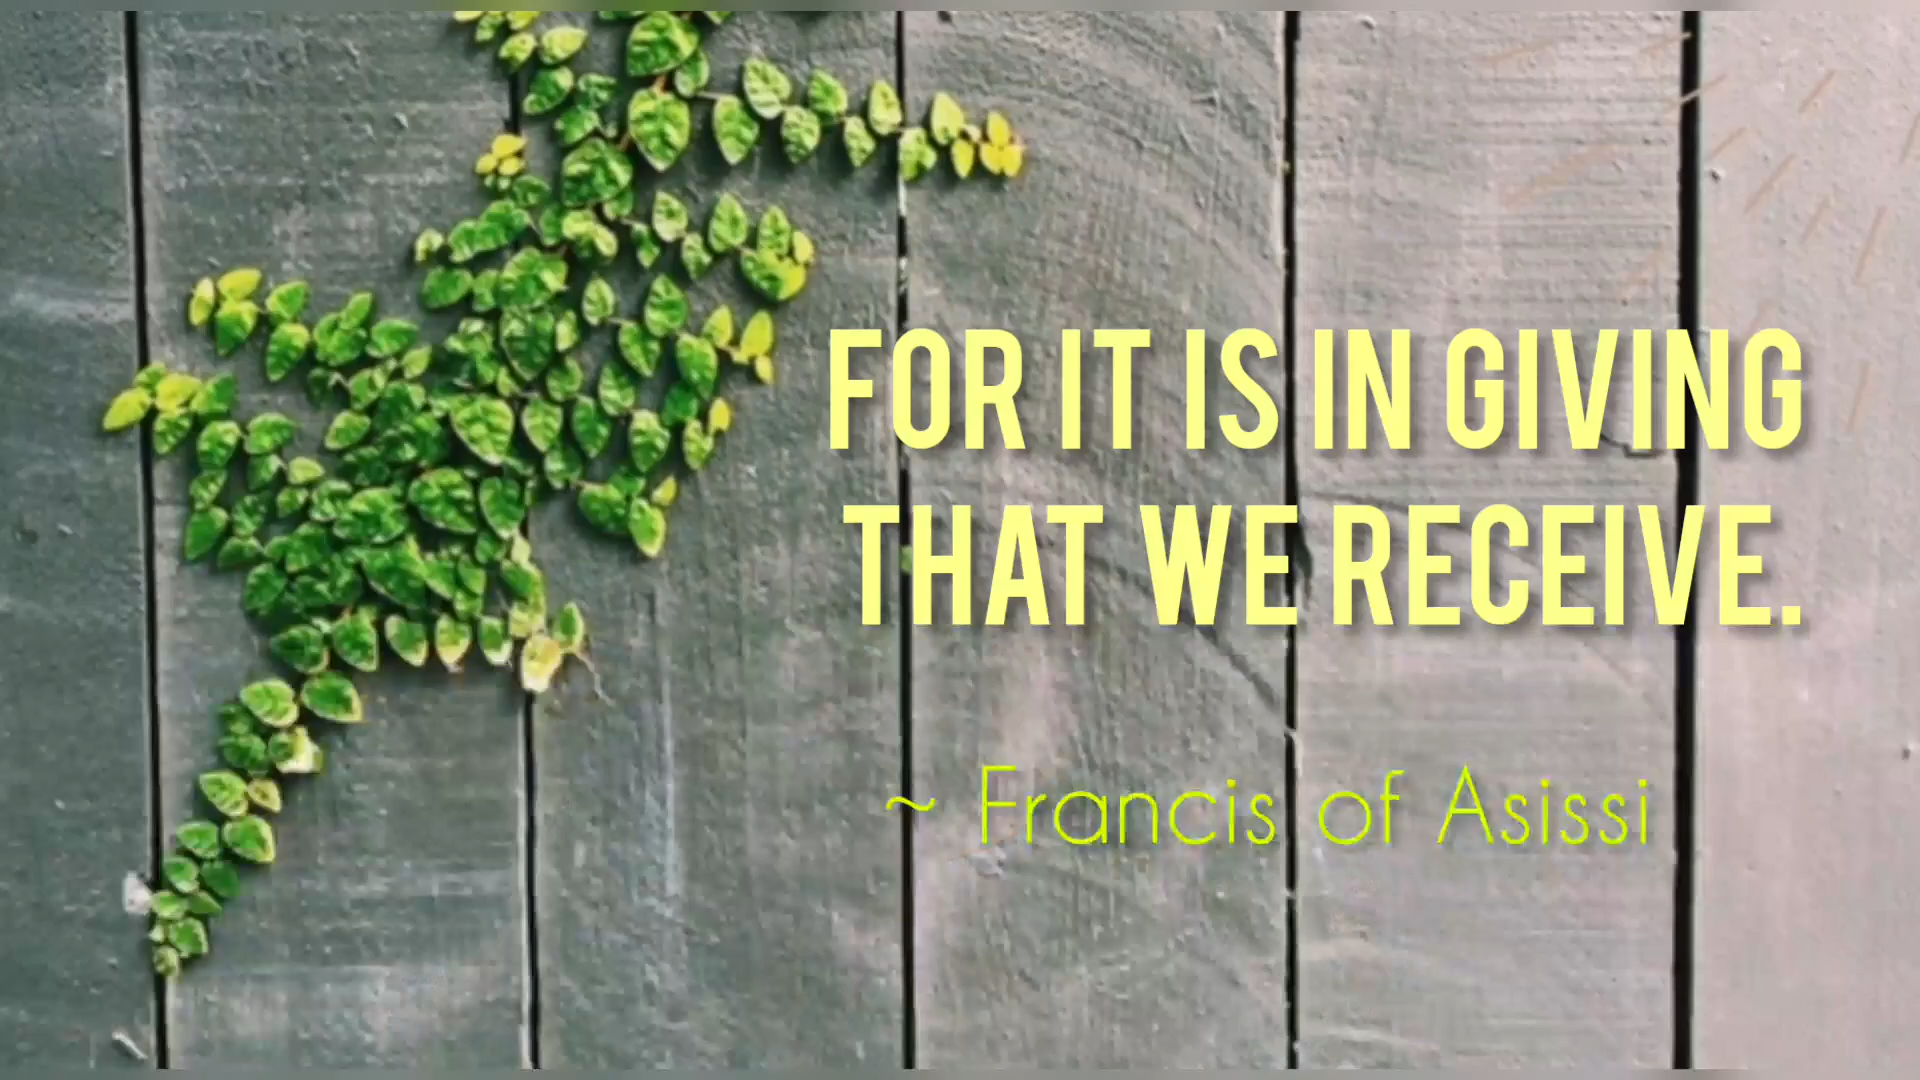 FOR IT IS IN GIVING
THAT WE RECEIVE.
~ Francis of Asissi